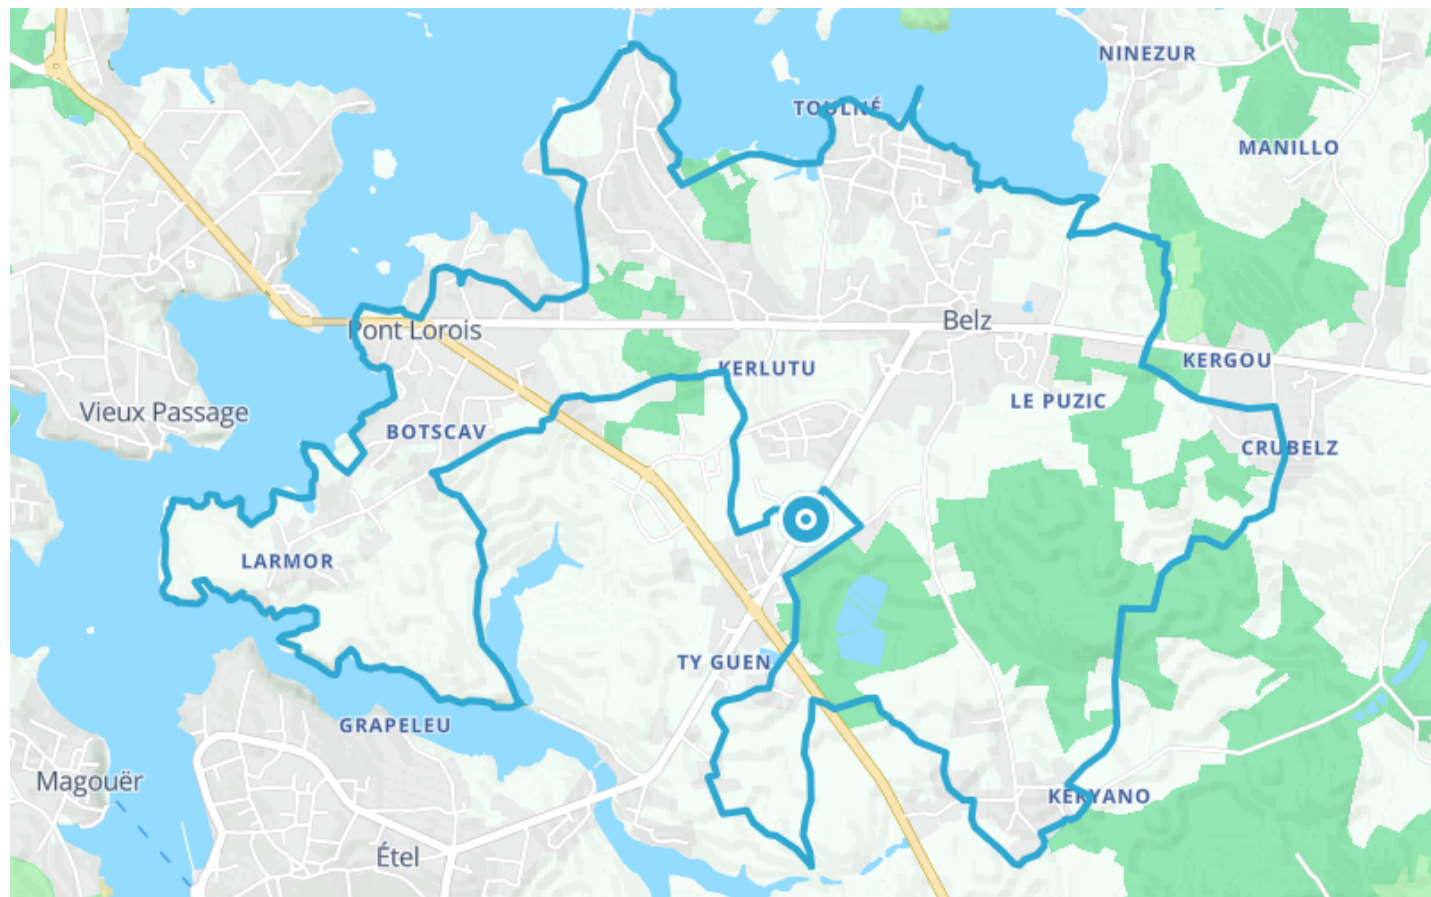 NINEZUR
TOULNÉ
MANILLO
Belz
Pont Lorois
KERGOU
KERLUTU
LE PUZIC
Vieux Passage
BOTSCAV
CRUBELZ
LARMOR
TY GUEN
GRAPELEU
Magouër
KERYANO
Étel